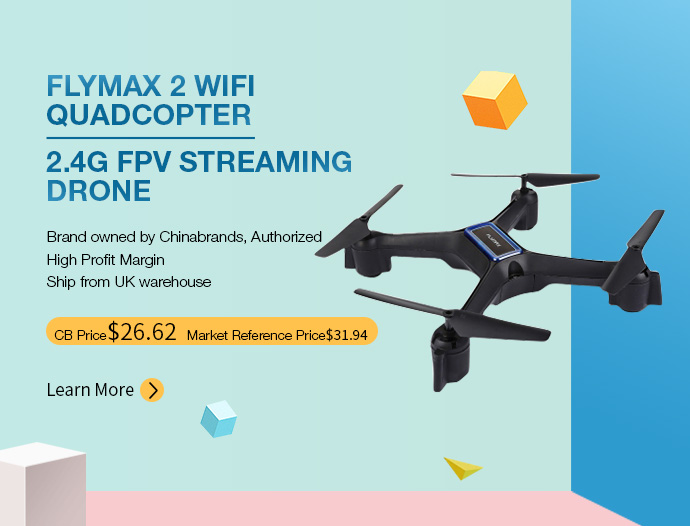 FLYMAX 2 WIFI
QUADCOPTER
2.4G FPV STREAMING
DRONE
Brand owned by Chinabrands, Authorized
High Profit Margin
Ship from UK warehouse
CB Price$26.62 Market Reference Price$31.94
Learn More